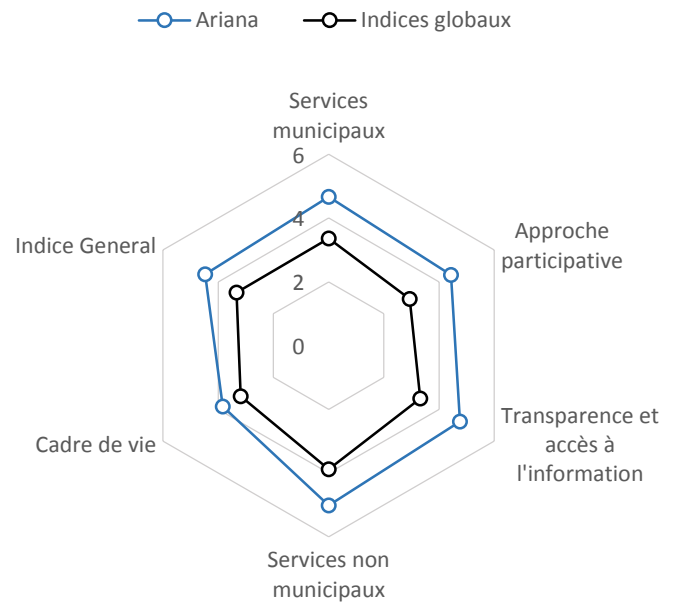 Ariana Indices globaux
Services
municipaux
6
4
2
0
Approche
participative
Transparence et
accès à
l'information
Services non
municipaux
Cadre de vie
Indice General